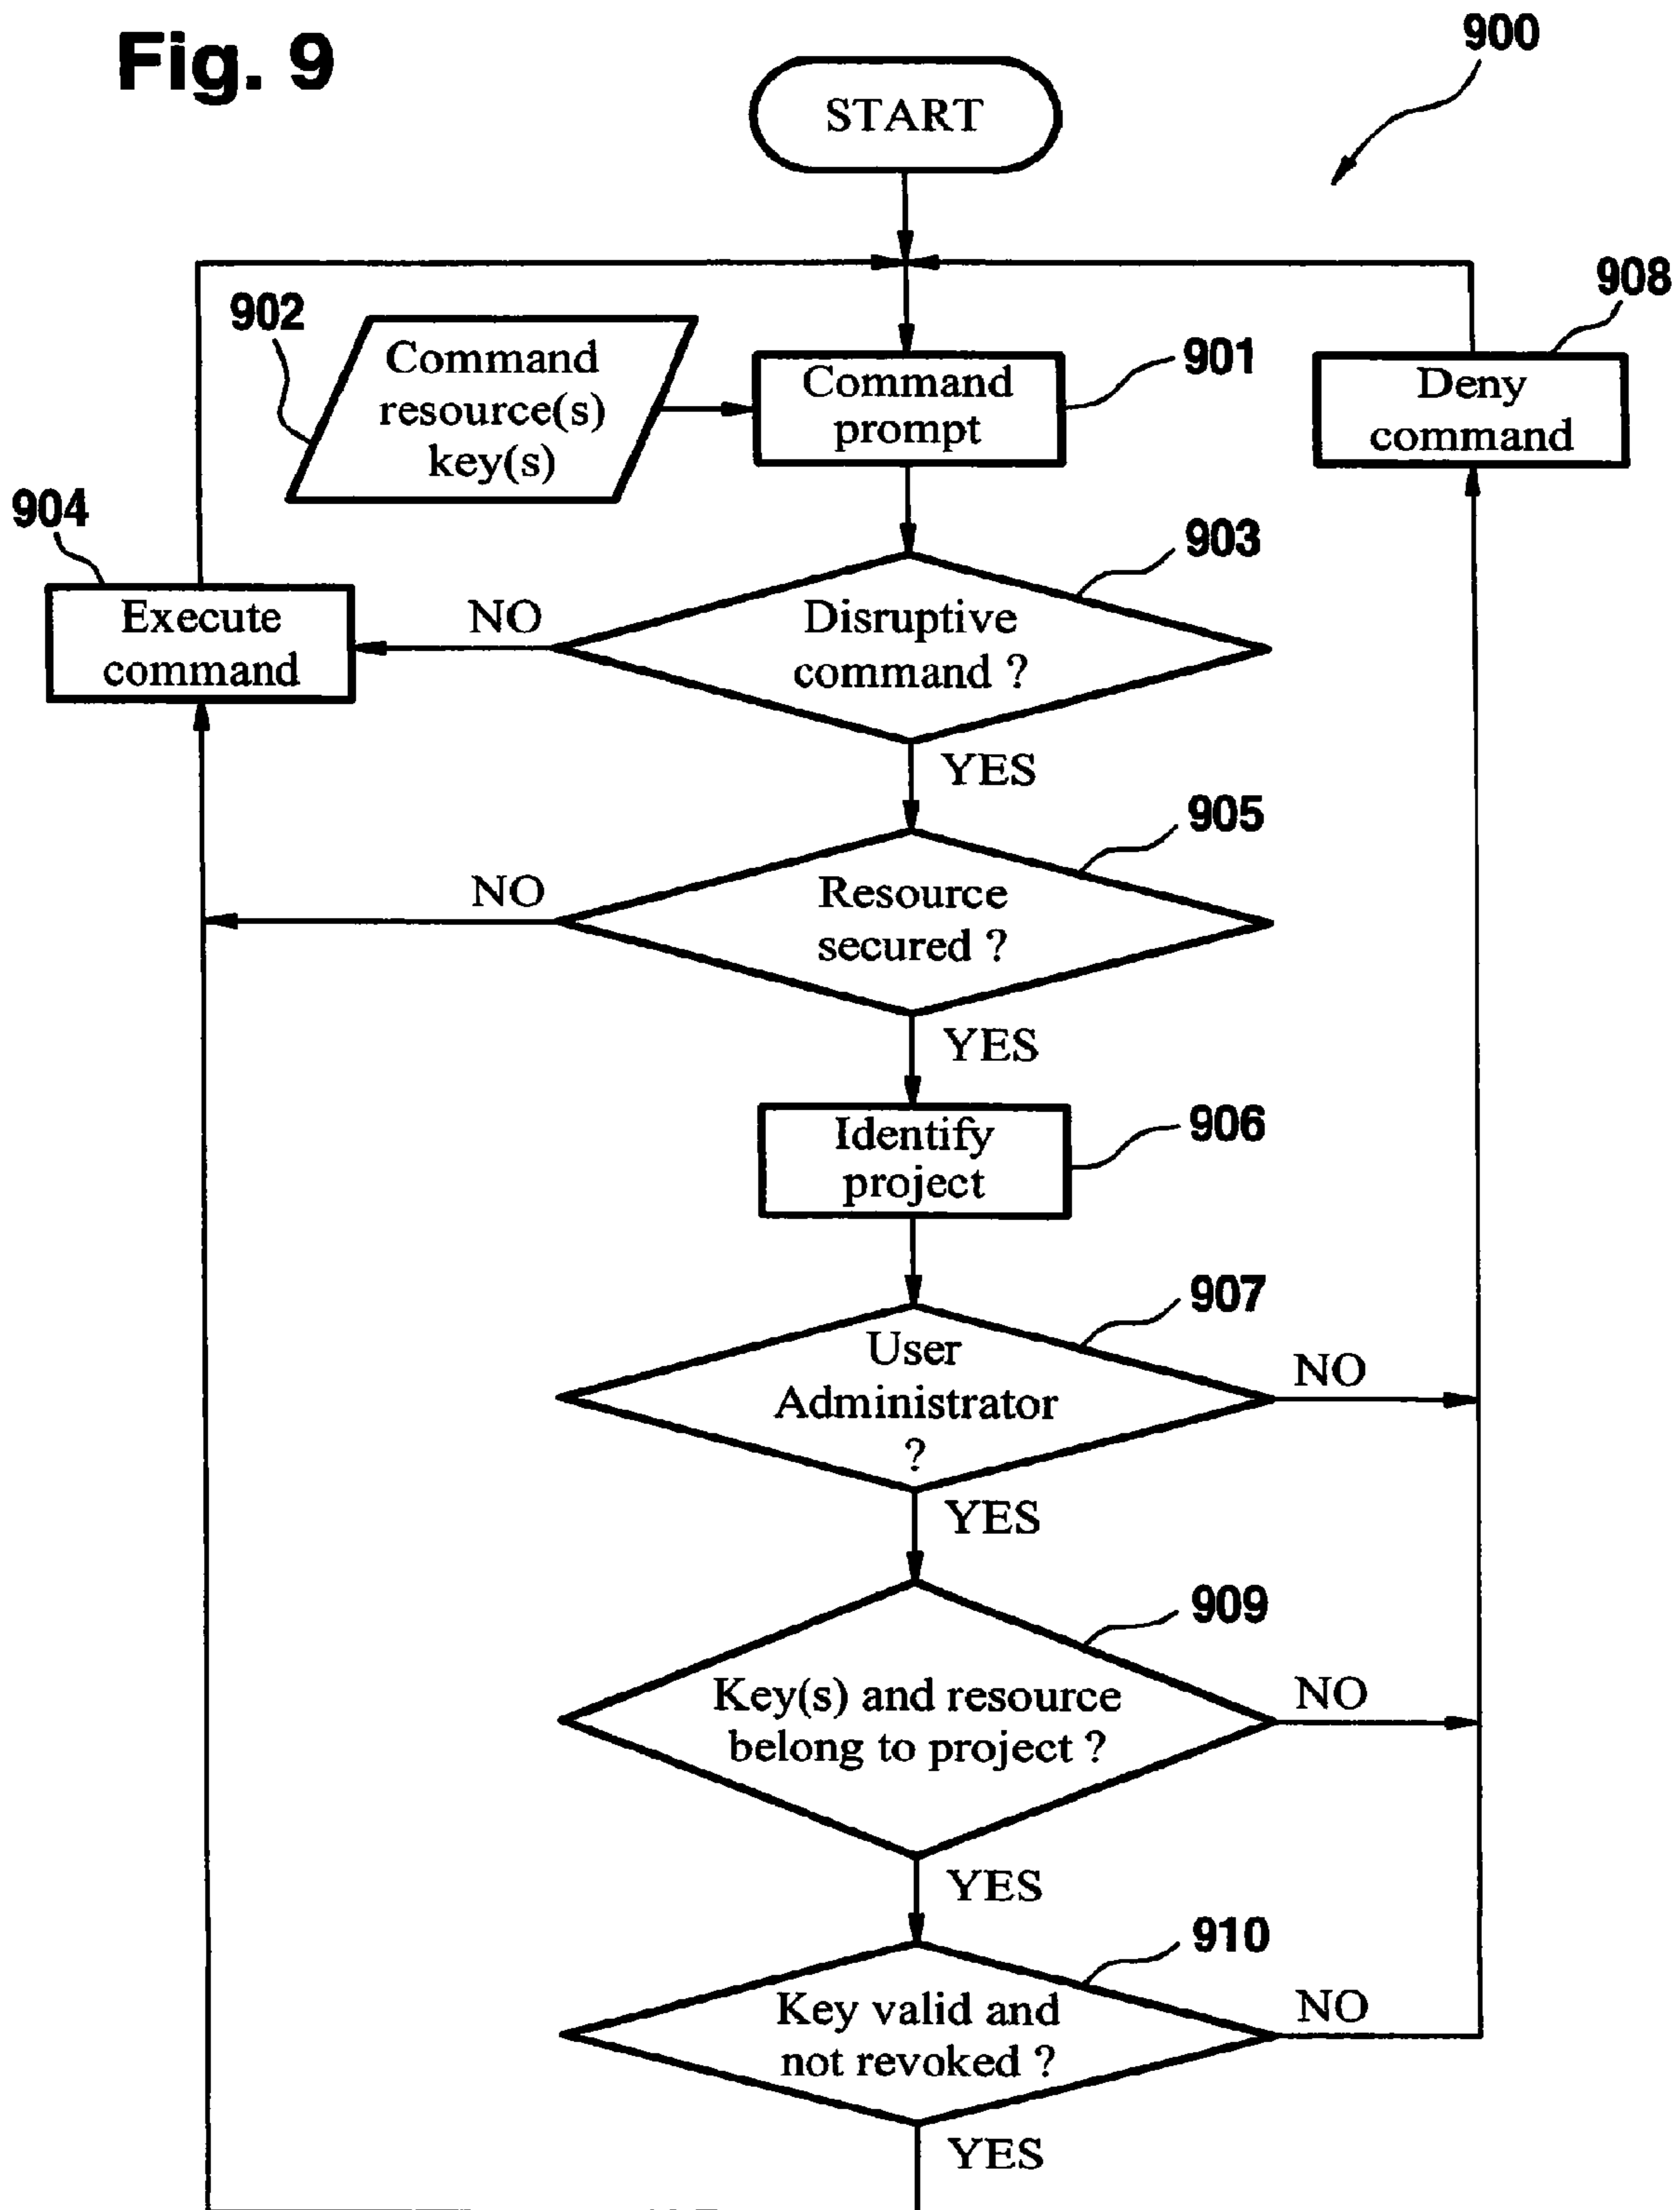 Fig. 9
900
START
902
Command
resource(s)
key(s)
Command
prompt
901
908
Deny
command
904
Execute
command
NO
Disruptive
command ?
903
YES
905
NO
Resource
secured ?
YES
Identify
project
906
907
User
Administrator
?
NO
YES
909
Key(s) and resource
belong to project ?
NO
YES
910
Key valid and
not revoked ?
NO
YES